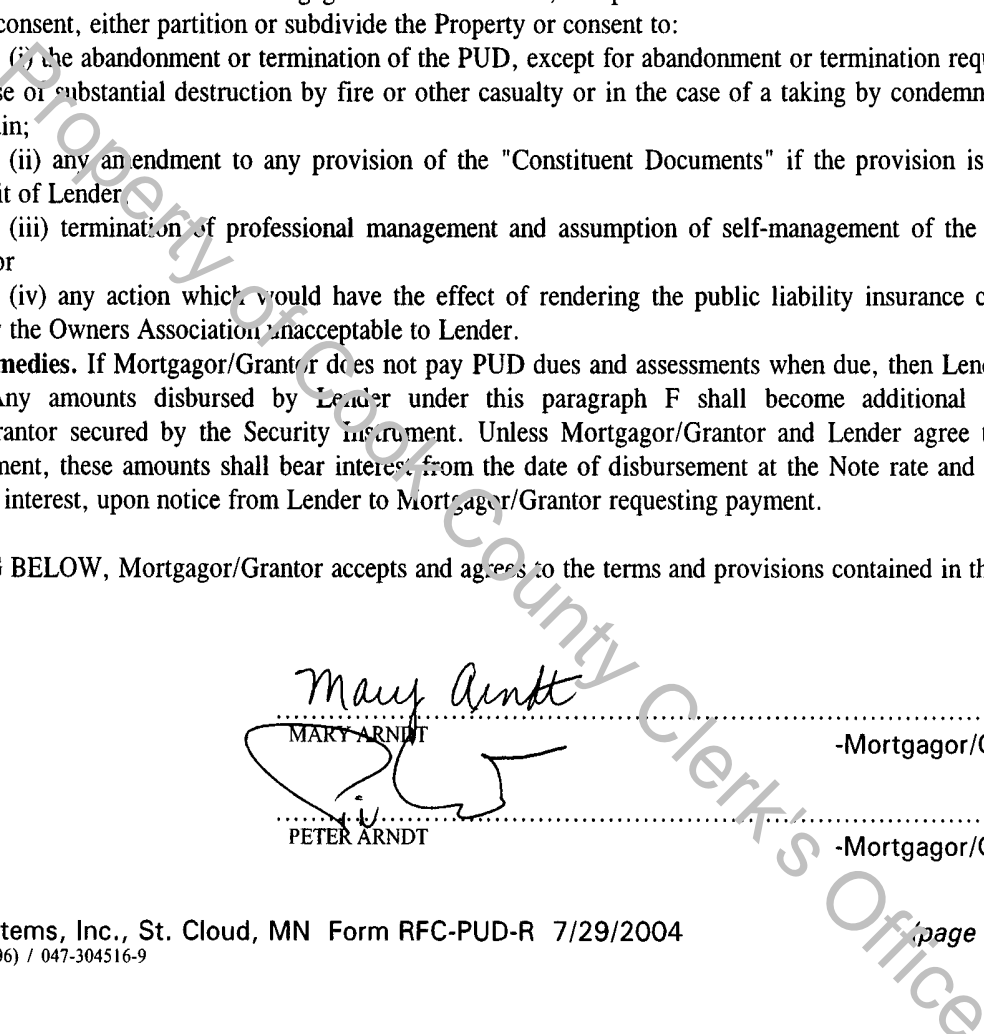 consent, either partition or subdivide the Property or consent to:
(i) the abandonment or termination of the PUD, except for abandonment or termination requ
se of substantial destruction by fire or other casualty or in the case of a taking by condemn
in;
(ii) any amendment to any provision of the "Constituent Documents" if the provision is
it of Lender
(iii) termination of professional management and assumption of self-management of the
or
(iv) any action which would have the effect of rendering the public liability insurance c
the Owners Association unacceptable to Lender.
medies. If Mortgagor/Grantor does not pay PUD dues and assessments when due, then Lend
Any amounts disbursed by Lender under this paragraph F shall become additional
rantor secured by the Security Instrument. Unless Mortgagor/Grantor and Lender agree t
ment, these amounts shall bear interest from the date of disbursement at the Note rate and
interest, upon notice from Lender to Mortgagor/Grantor requesting payment.
BELOW, Mortgagor/Grantor accepts and agrees to the terms and provisions contained in th
Mary Arndt
MARY ARNDT
-Mortgagor/G
PETER ARNDT
-Mortgagor/G
tems, Inc., St. Cloud, MN Form RFC-PUD-R 7/29/2004
(page
96) / 047-304516-9
Property of Cook County Clerk's Office